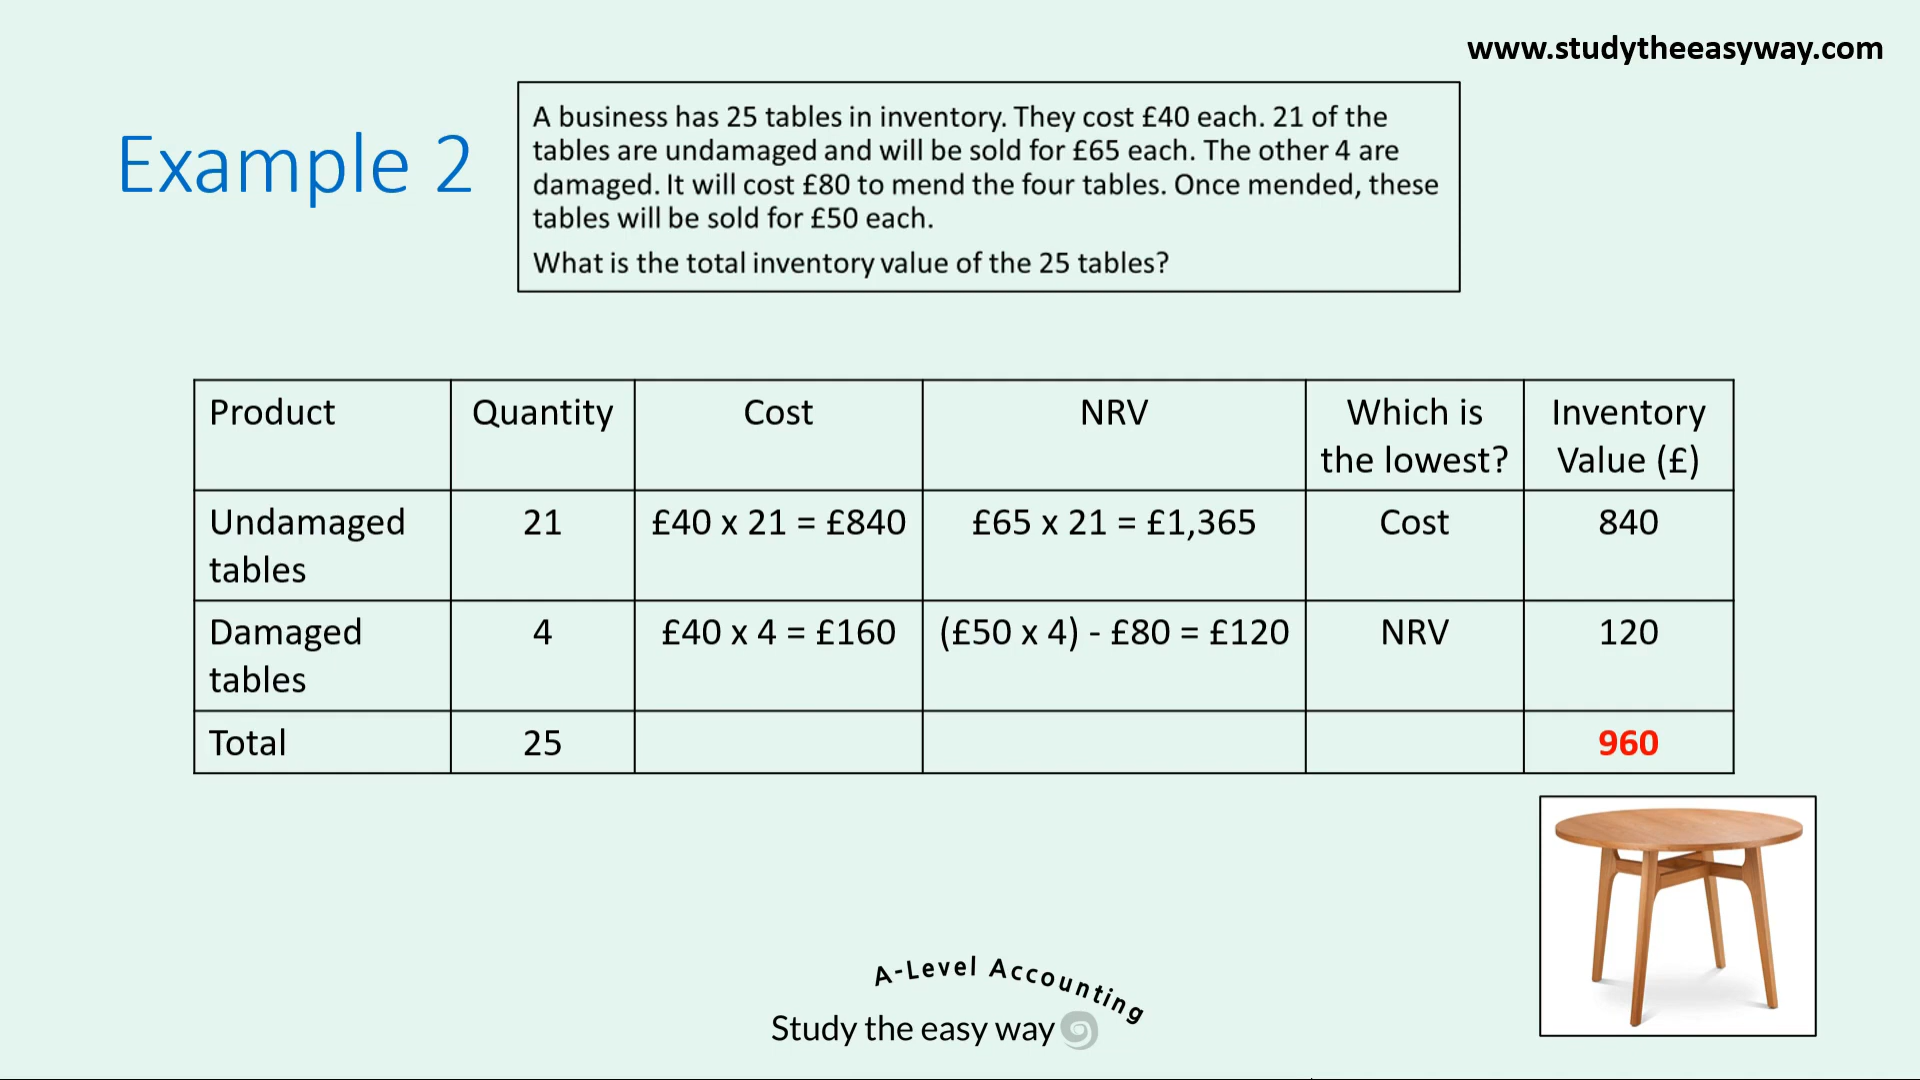 www.studytheeasyway.com
Example 2
A business has 25 tables in inventory. They cost £40 each. 21 of the
tables are undamaged and will be sold for £65 each. The other 4 are
damaged. It will cost £80 to mend the four tables. Once mended, these
tables will be sold for £50 each.
What is the total inventory value of the 25 tables?
Product Quantity Cost NRV Which is the lowest? Inventory Value (£)
Undamaged tables 21 £40 x 21 = £840 £65 x 21 = £1,365 Cost 840
Damaged tables 4 £40 x 4 = £160 (£50 x 4) - £80 = £120 NRV 120
Total 25 960
A-Level Accounting
Study the easy way